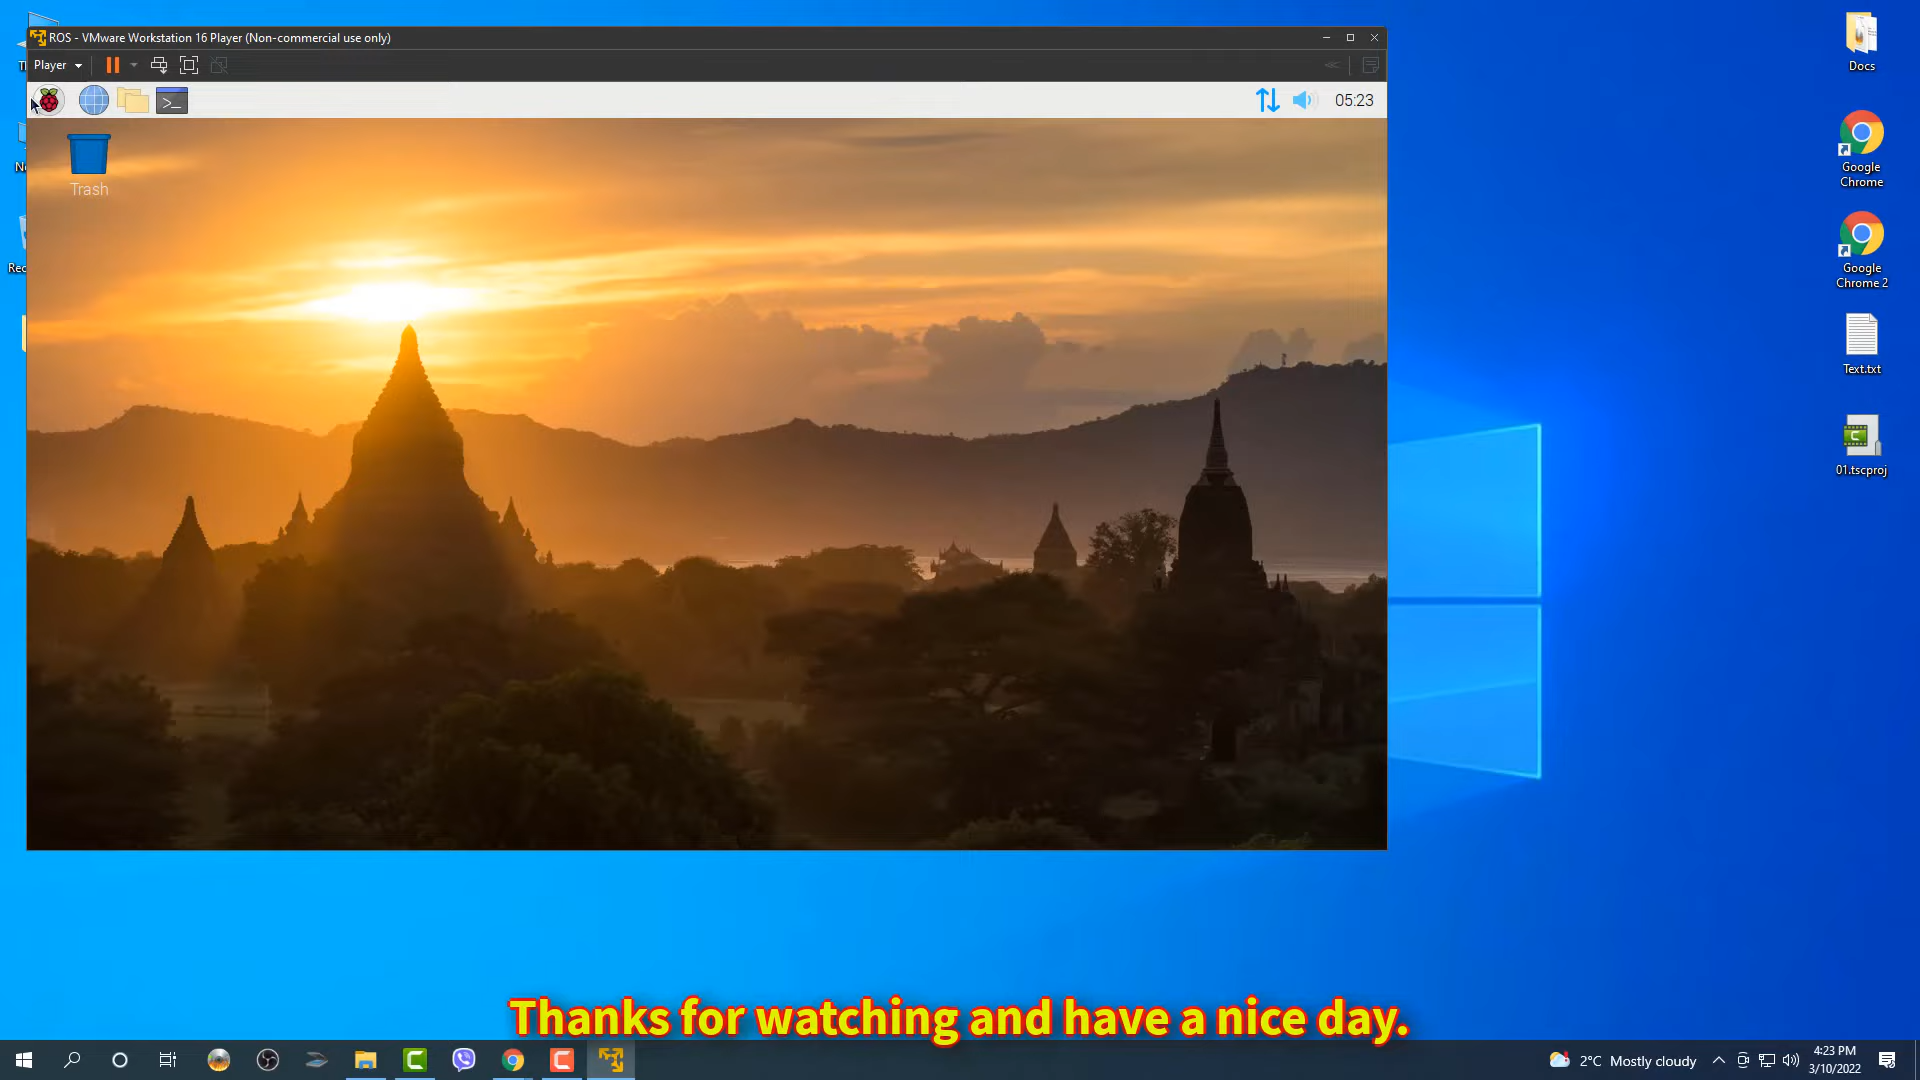 ROS - VMware Workstation 16 Player (Non-commercial use only)
Player
05:23
Trash
Docs
Google
Chrome
Google
Chrome 2
Text.txt
01.tscproj
Thanks for watching and have a nice day.
2°C Mostly cloudy
4:23 PM
3/10/2022